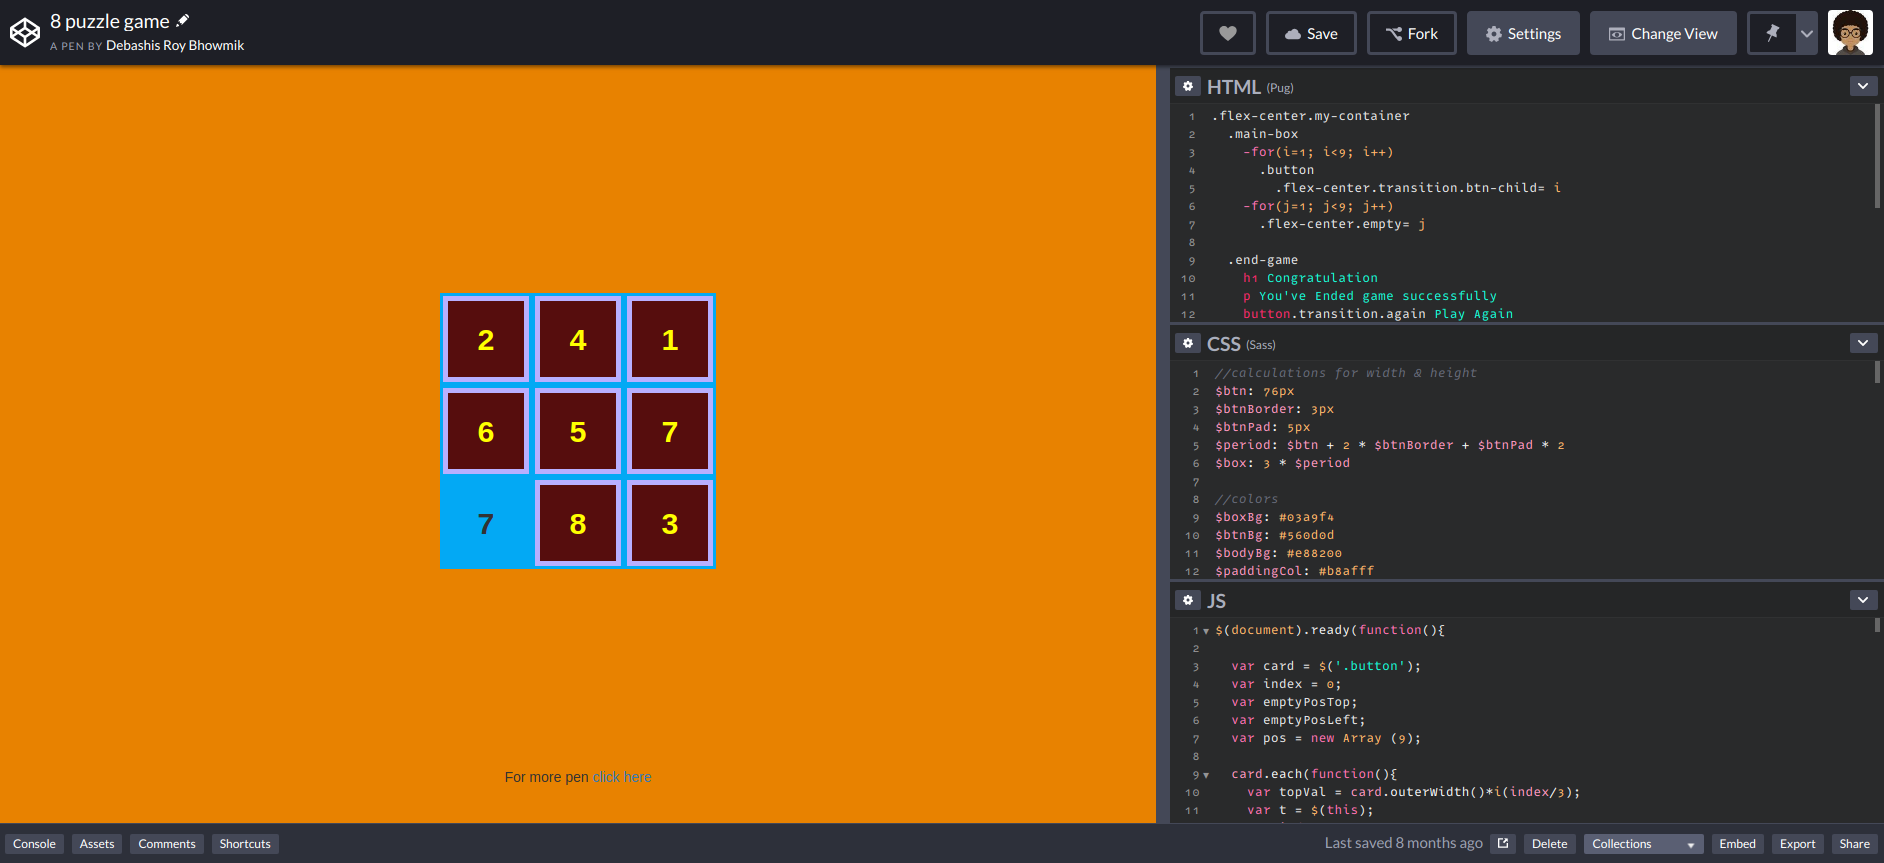 8 puzzle game
A PEN BY Debashis Roy Bhowmik
Save
Fork
Settings
Change View
2 4 1
6 5 7
7 8 3
For more pen click here
HTML (Pug)
1 .flex-center.my-container
2 .main-box
3 -for(i=1; i<9; i++)
4 .button
5 .flex-center.transition.btn-child= i
6 -for(j=1; j<9; j++)
7 .flex-center.empty= j
8
9 .end-game
10 h1 Congratulation
11 p You've Ended game successfully
12 button.transition.again Play Again
CSS (Sass)
1 //calculations for width & height
2 $btn: 76px
3 $btnBorder: 3px
4 $btnPad: 5px
5 $period: $btn + 2 * $btnBorder + $btnPad * 2
6 $box: 3 * $period
7
8 //colors
9 $boxBg: #03a9f4
10 $btnBg: #560d0d
11 $bodyBg: #e88200
12 $paddingCol: #b8afff
JS
1 $(document).ready(function(){
2
3 var card = $('.button');
4 var index = 0;
5 var emptyPosTop;
6 var emptyPosLeft;
7 var pos = new Array (9);
8
9 card.each(function(){
10 var topVal = card.outerWidth()*i(index/3);
11 var t = $(this);
Console
Assets
Comments
Shortcuts
Last saved 8 months ago
Delete
Collections
Embed
Export
Share